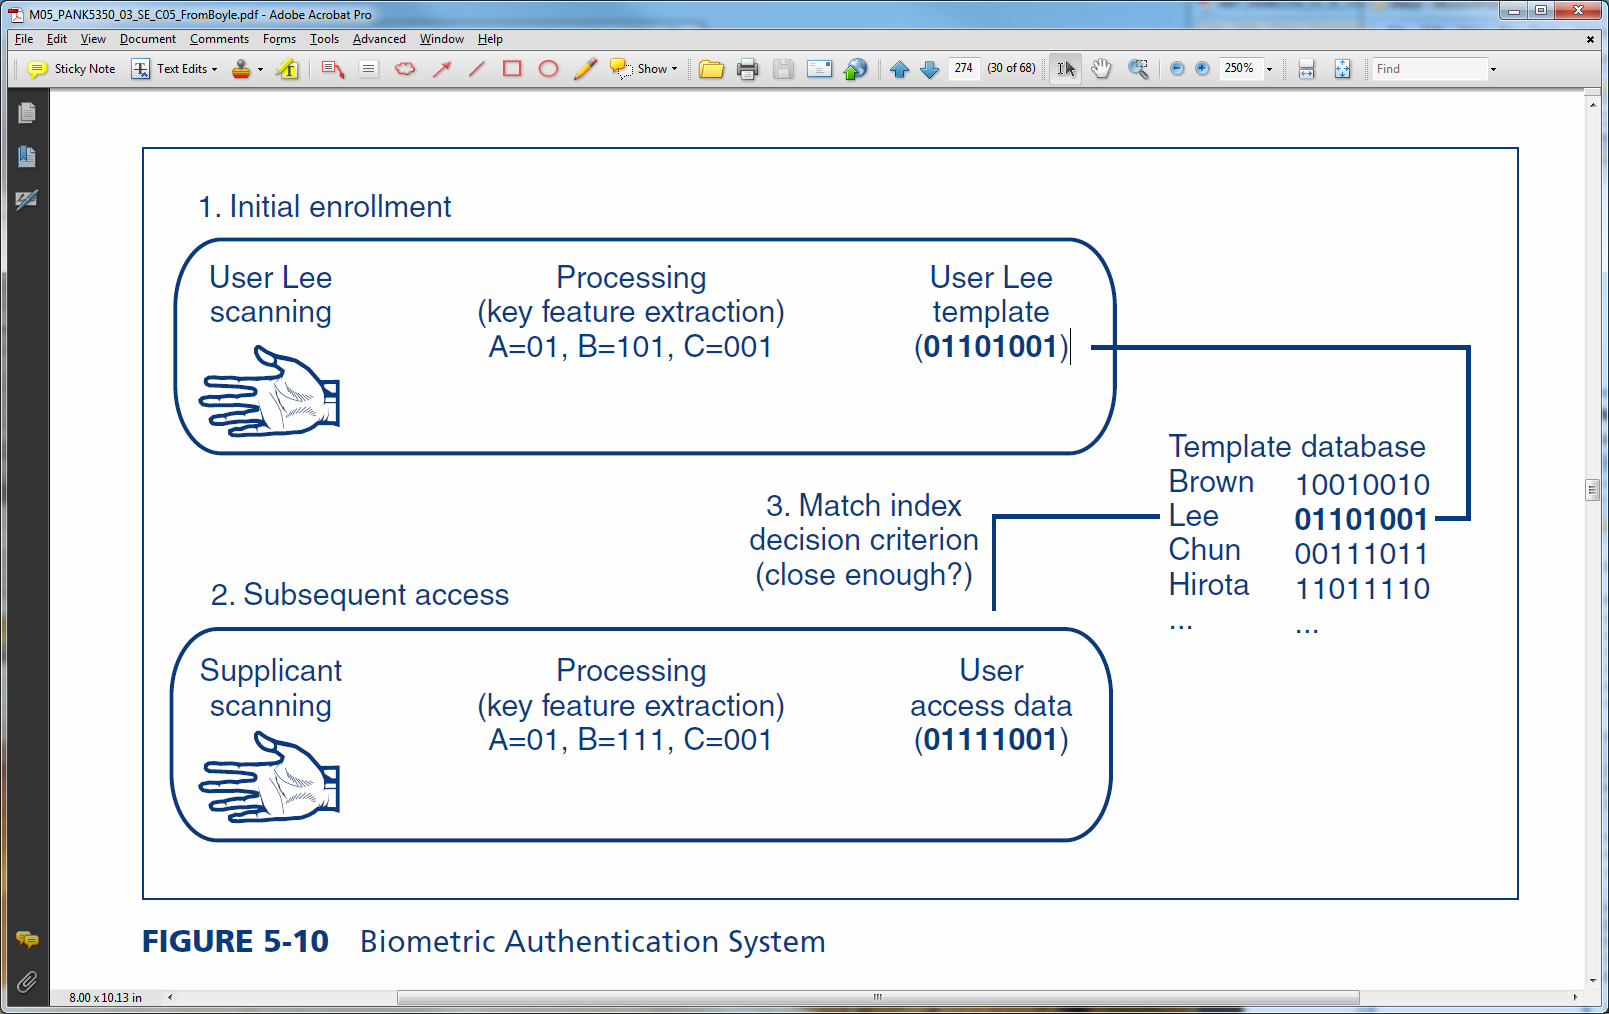 M05_PANK5350_03_SE_C05_FromBoyle.pdf - Adobe Acrobat Pro
File Edit View Document Comments Forms Tools Advanced Window Help
Sticky Note Text Edits Show 274 (30 of 68) 250% Find
1. Initial enrollment
User Lee
scanning
Processing
(key feature extraction)
A=01, B=101, C=001
User Lee
template
(01101001)
Template database
Brown 10010010
Lee 01101001
Chun 00111011
Hirota 11011110
... ...
3. Match index
decision criterion
(close enough?)
2. Subsequent access
Supplicant
scanning
Processing
(key feature extraction)
A=01, B=111, C=001
User
access data
(01111001)
FIGURE 5-10 Biometric Authentication System
8.00 x 10.13 in